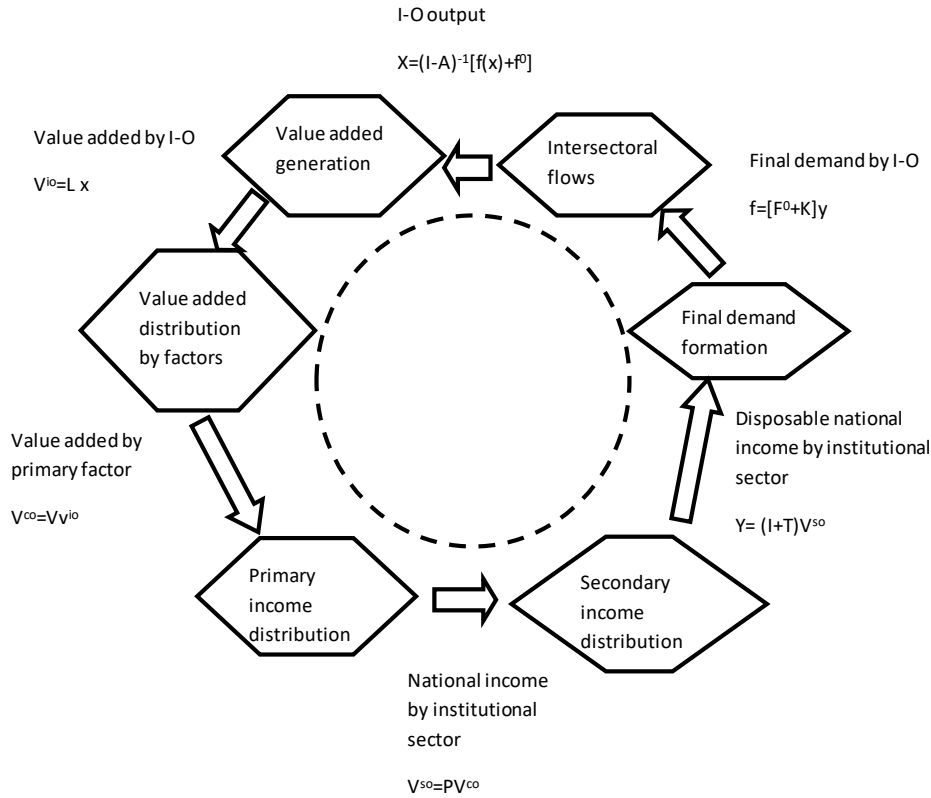 I-O output
X=(I-A)⁻¹[f(x)+f⁰]
Value added by I-O
Vⁱᵒ=L x
Value added
generation
Intersectoral
flows
Final demand by I-O
f=[F⁰+K]y
Value added
distribution
by factors
Final demand
formation
Value added by
primary factor
Vᶜᵒ=Vvⁱᵒ
Disposable national
income by institutional
sector
Y= (I+T)Vˢᵒ
Primary
income
distribution
Secondary
income
distribution
National income
by institutional
sector
Vˢᵒ=PVᶜᵒ